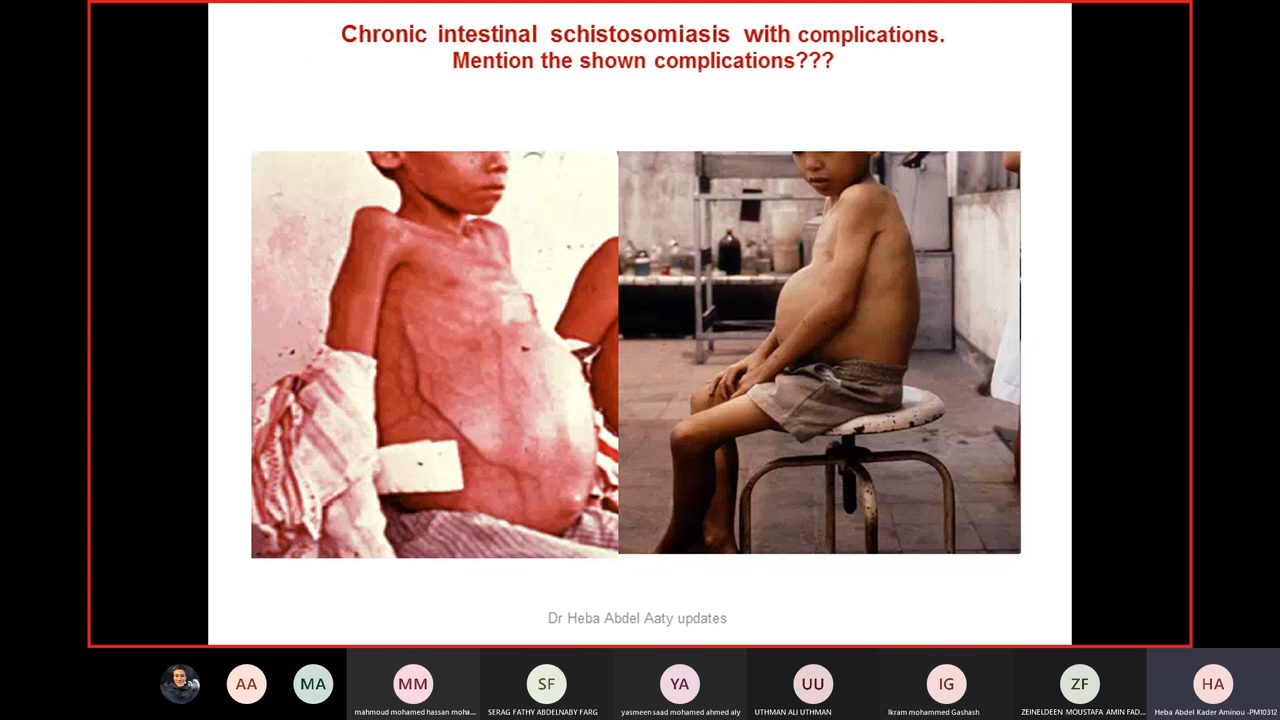 Chronic intestinal schistosomiasis with complications.
Mention the shown complications???
Dr Heba Abdel Aaty updates
AA
MA
MM
SF
YA
UU
IG
ZF
HA
mahmoud mohamed hassan moha...
SERAG FATHY ABDELNABY FARG
yasmeen saad mohamed ahmed aly
UTHMAN ALI UTHMAN
Ikram mohammed Gashash
ZEINELDEEN MOUSTAFA AMIN FAD...
Heba Abdel Kader Aminou -PM10312